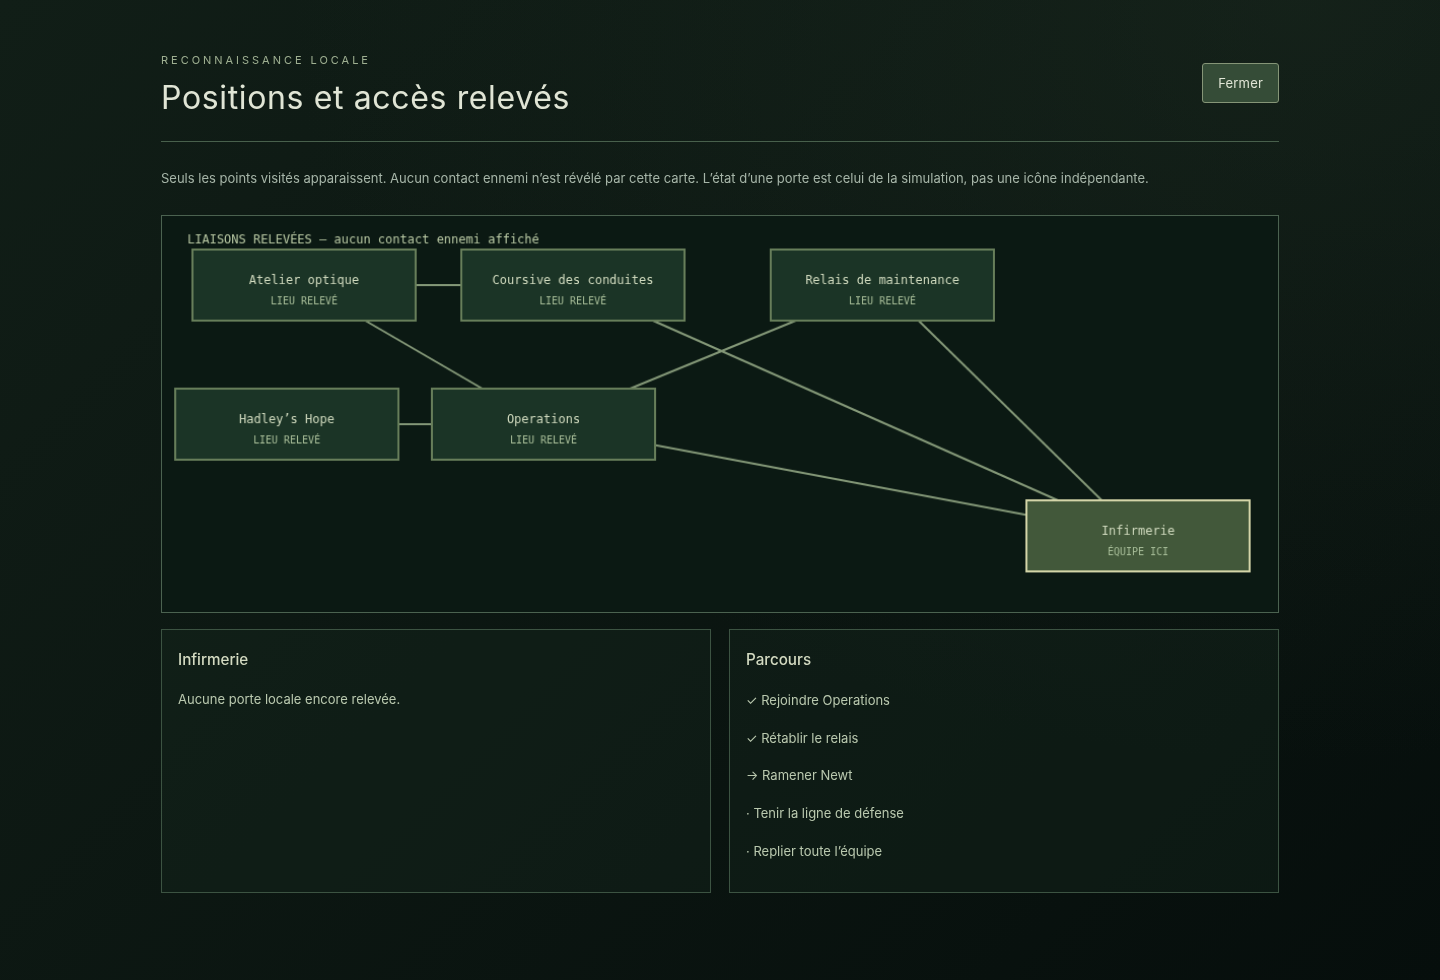 RECONNAISSANCE LOCALE
Positions et accès relevés
Fermer
Seuls les points visités apparaissent. Aucun contact ennemi n’est révélé par cette carte. L’état d’une porte est celui de la simulation, pas une icône indépendante.
LIAISONS RELEVÉES — aucun contact ennemi affiché
Atelier optique
LIEU RELEVÉ
Coursive des conduites
LIEU RELEVÉ
Relais de maintenance
LIEU RELEVÉ
Hadley’s Hope
LIEU RELEVÉ
Operations
LIEU RELEVÉ
Infirmerie
ÉQUIPE ICI
Infirmerie
Aucune porte locale encore relevée.
Parcours
✓ Rejoindre Operations
✓ Rétablir le relais
→ Ramener Newt
· Tenir la ligne de défense
· Replier toute l’équipe